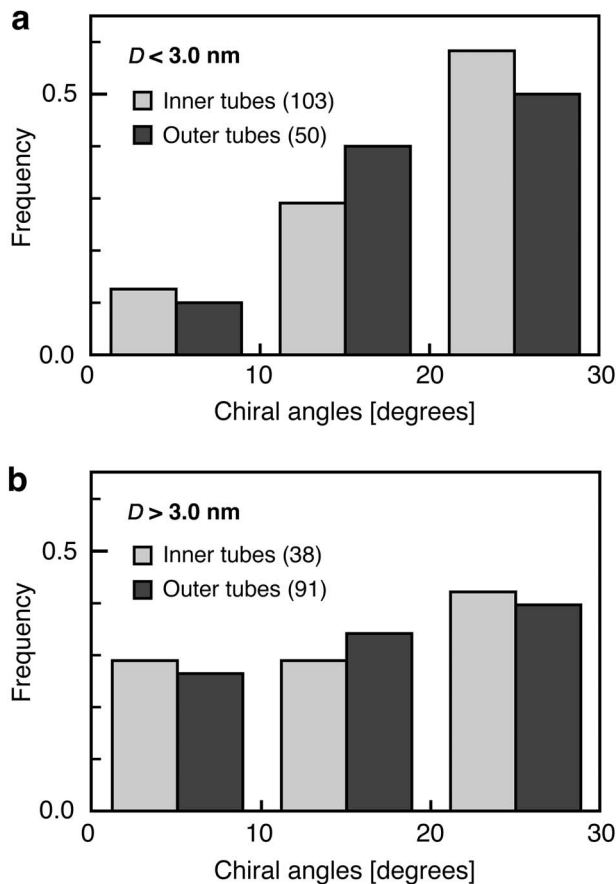 a
D < 3.0 nm
Inner tubes (103)
Outer tubes (50)
Frequency
0.5
0.0
0 10 20 30
Chiral angles [degrees]
b
D > 3.0 nm
Inner tubes (38)
Outer tubes (91)
Frequency
0.5
0.0
0 10 20 30
Chiral angles [degrees]